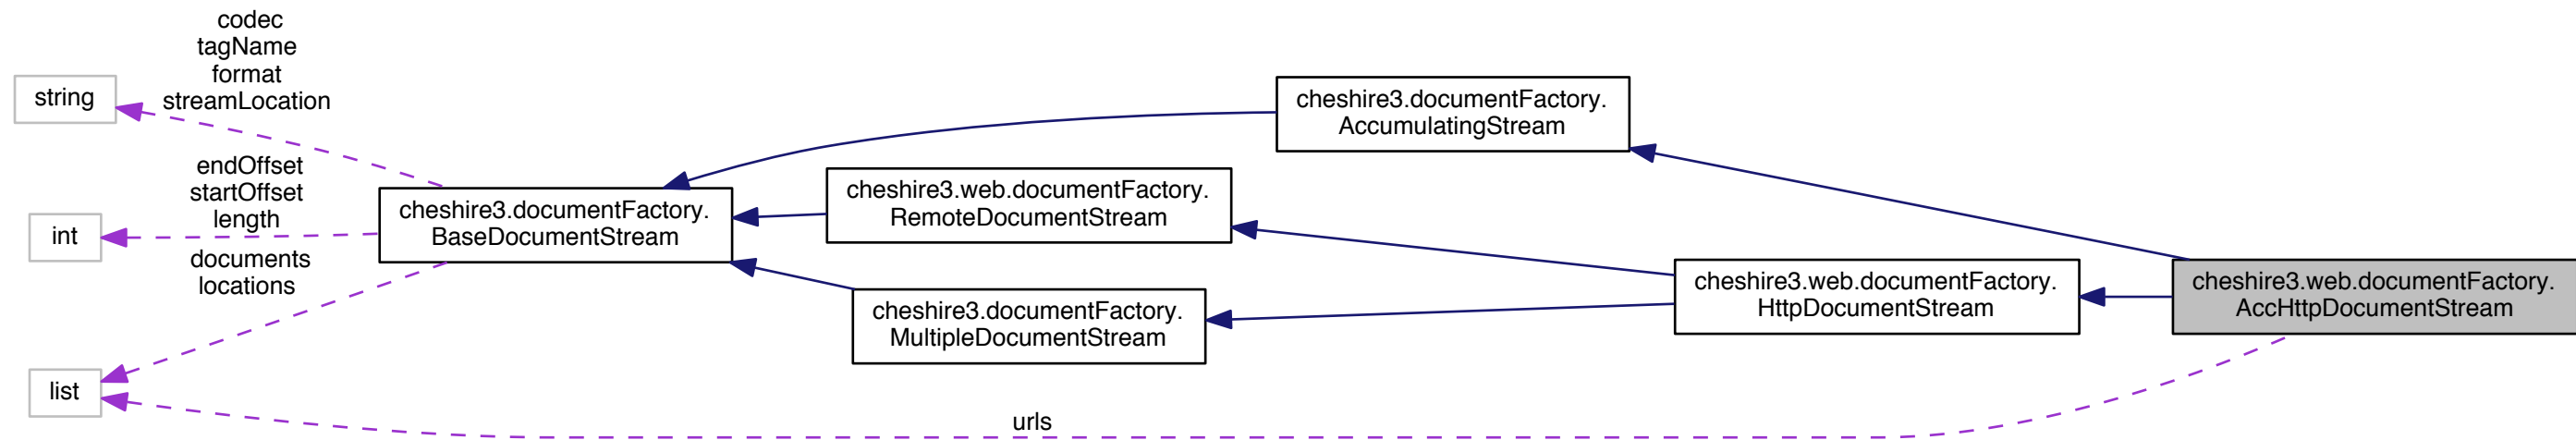 codec
tagName
format
streamLocation
string
cheshire3.documentFactory.
AccumulatingStream
endOffset
startOffset
length
int
cheshire3.documentFactory.
BaseDocumentStream
cheshire3.web.documentFactory.
RemoteDocumentStream
documents
locations
cheshire3.documentFactory.
MultipleDocumentStream
cheshire3.web.documentFactory.
HttpDocumentStream
cheshire3.web.documentFactory.
AccHttpDocumentStream
list
urls